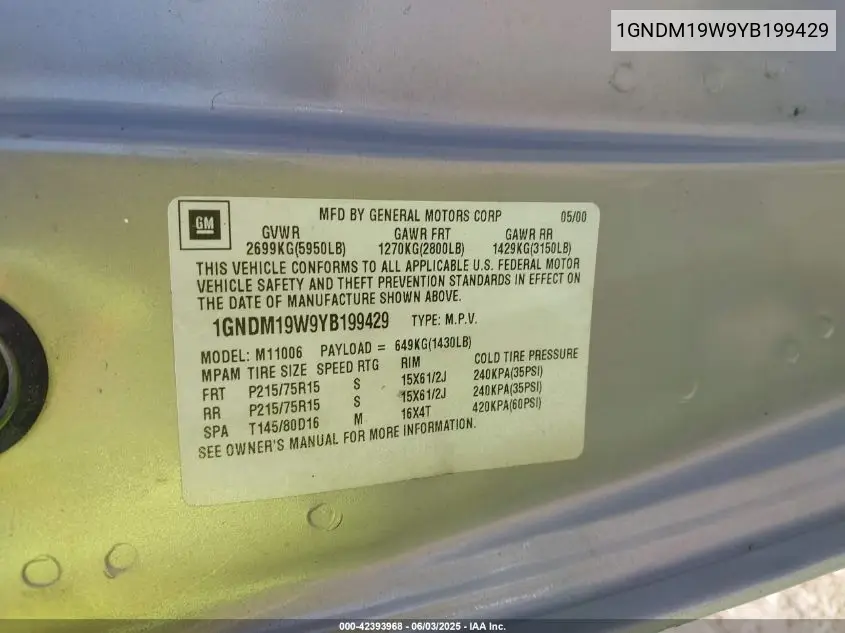 1GNDM19W9YB199429
GM
MFD BY GENERAL MOTORS CORP 05/00
GVWR GAWR FRT GAWR RR
2699KG(5950LB) 1270KG(2800LB) 1429KG(3150LB)
THIS VEHICLE CONFORMS TO ALL APPLICABLE U.S. FEDERAL MOTOR
VEHICLE SAFETY AND THEFT PREVENTION STANDARDS IN EFFECT ON
THE DATE OF MANUFACTURE SHOWN ABOVE.
1GNDM19W9YB199429 TYPE: M.P.V.
MODEL: M11006 PAYLOAD = 649KG(1430LB)
MPAM TIRE SIZE SPEED RTG RIM COLD TIRE PRESSURE
FRT P215/75R15 S 15X61/2J 240KPA(35PSI)
RR P215/75R15 S 15X61/2J 240KPA(35PSI)
SPA T145/80D16 M 16X4T 420KPA(60PSI)
SEE OWNER'S MANUAL FOR MORE INFORMATION.
000-42393968 - 06/03/2025 - IAA Inc.